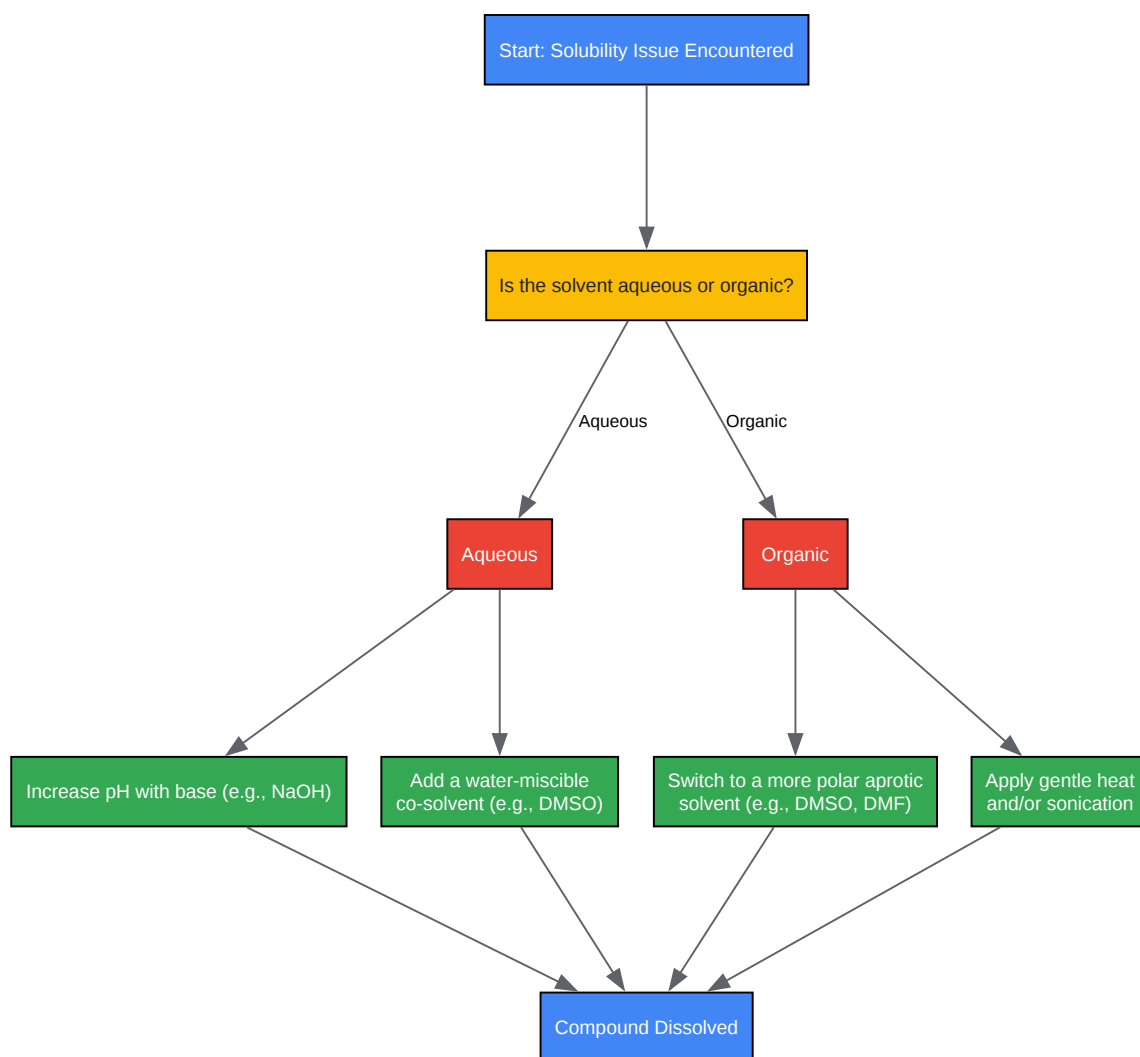 Start: Solubility Issue Encountered
Is the solvent aqueous or organic?
Aqueous
Organic
Aqueous
Organic
Increase pH with base (e.g., NaOH)
Add a water-miscible
co-solvent (e.g., DMSO)
Switch to a more polar aprotic
solvent (e.g., DMSO, DMF)
Apply gentle heat
and/or sonication
Compound Dissolved